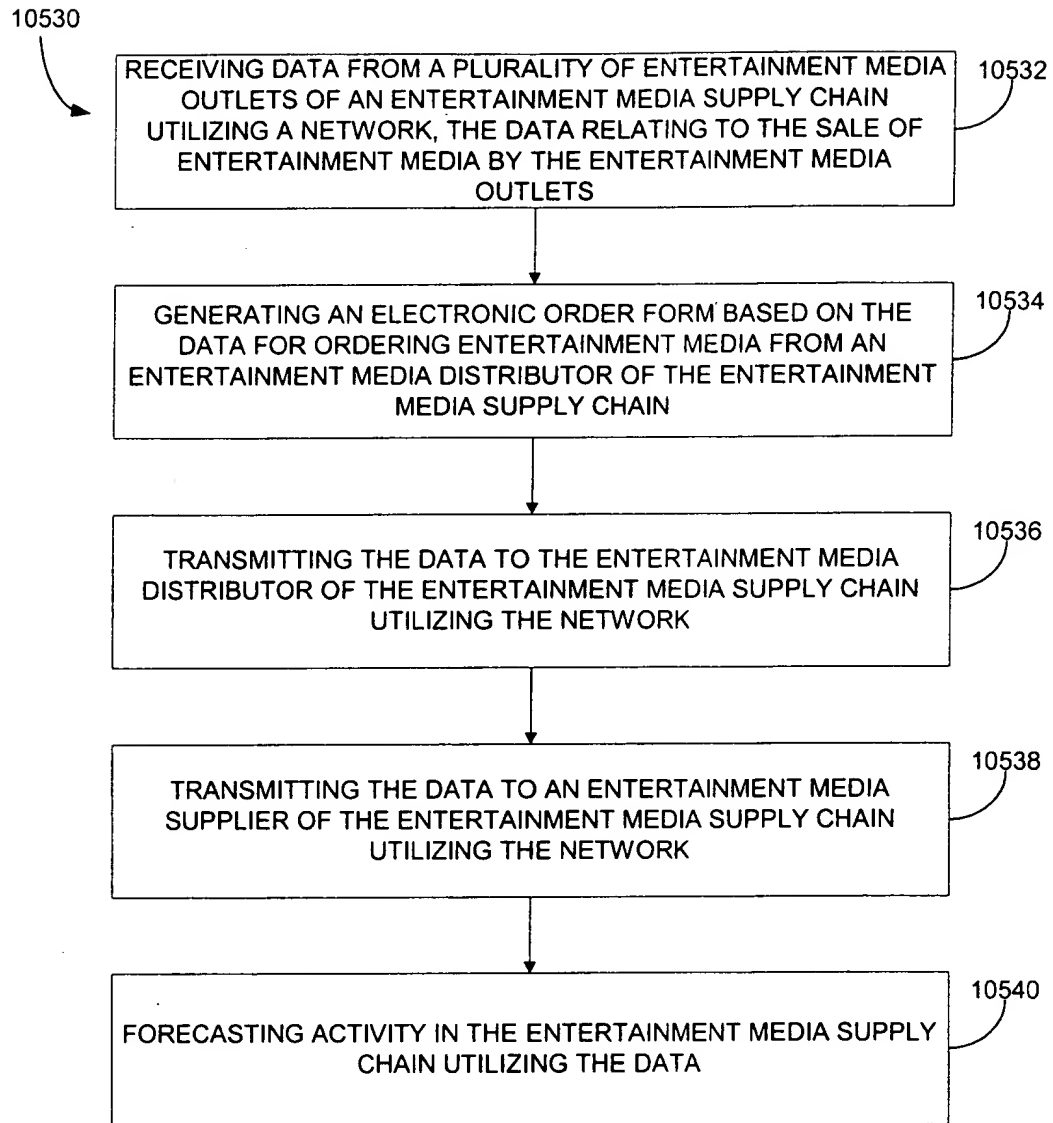 10530
RECEIVING DATA FROM A PLURALITY OF ENTERTAINMENT MEDIA
OUTLETS OF AN ENTERTAINMENT MEDIA SUPPLY CHAIN
UTILIZING A NETWORK, THE DATA RELATING TO THE SALE OF
ENTERTAINMENT MEDIA BY THE ENTERTAINMENT MEDIA
OUTLETS
10532
GENERATING AN ELECTRONIC ORDER FORM BASED ON THE
DATA FOR ORDERING ENTERTAINMENT MEDIA FROM AN
ENTERTAINMENT MEDIA DISTRIBUTOR OF THE ENTERTAINMENT
MEDIA SUPPLY CHAIN
10534
TRANSMITTING THE DATA TO THE ENTERTAINMENT MEDIA
DISTRIBUTOR OF THE ENTERTAINMENT MEDIA SUPPLY CHAIN
UTILIZING THE NETWORK
10536
TRANSMITTING THE DATA TO AN ENTERTAINMENT MEDIA
SUPPLIER OF THE ENTERTAINMENT MEDIA SUPPLY CHAIN
UTILIZING THE NETWORK
10538
FORECASTING ACTIVITY IN THE ENTERTAINMENT MEDIA SUPPLY
CHAIN UTILIZING THE DATA
10540